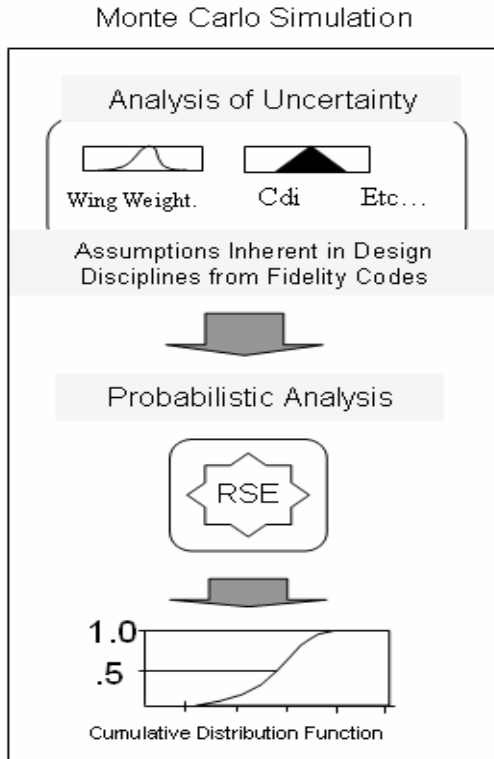 Monte Carlo Simulation
Analysis of Uncertainty
Wing Weight. Cdi Etc...
Assumptions Inherent in Design
Disciplines from Fidelity Codes
Probabilistic Analysis
RSE
1.0
.5
Cumulative Distribution Function